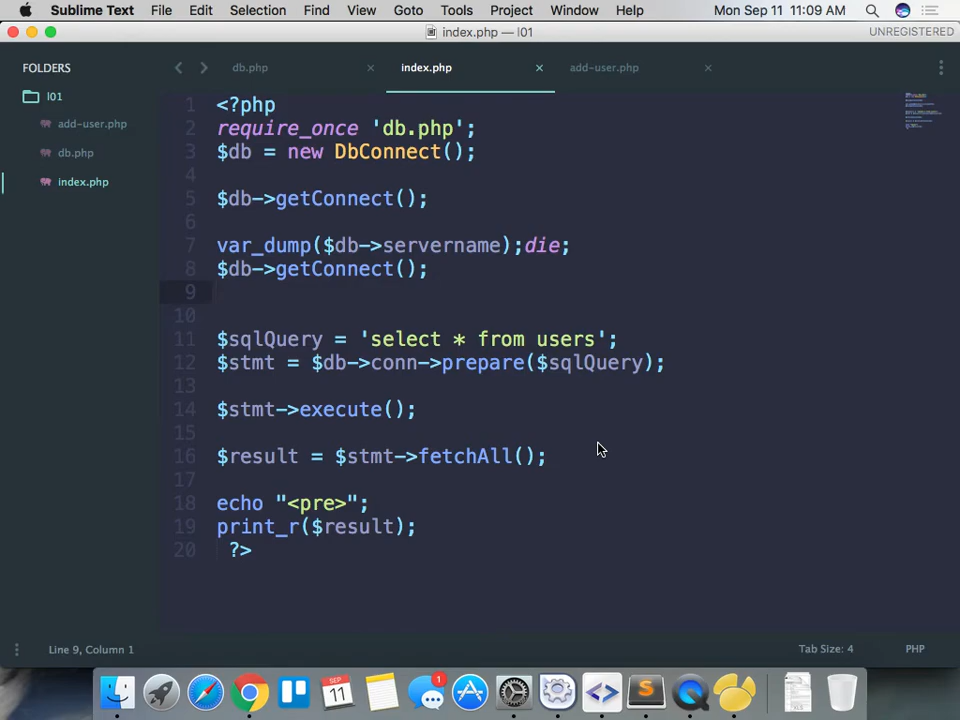 Sublime Text File Edit Selection Find Goto Tools Project Window Help Mon Sep 11 11:09 AM
index.php — l01 UNREGISTERED
FOLDERS
l01
add-user.php
db.php
index.php
db.php index.php add-user.php
1 <?php
2 require_once 'db.php';
3 $db = new DbConnect();
4
5 $db->getConnect();
6
7 var_dump($db->servername);die;
8 $db->getConnect();
9
10
11 $sqlQuery = 'select * from users';
12 $stmt = $db->conn->prepare($sqlQuery);
13
14 $stmt->execute();
15
16 $result = $stmt->fetchAll();
17
18 echo "<pre>";
19 print_r($result);
20 ?>
Line 9, Column 1 Tab Size: 4 PHP
SEP
11
1